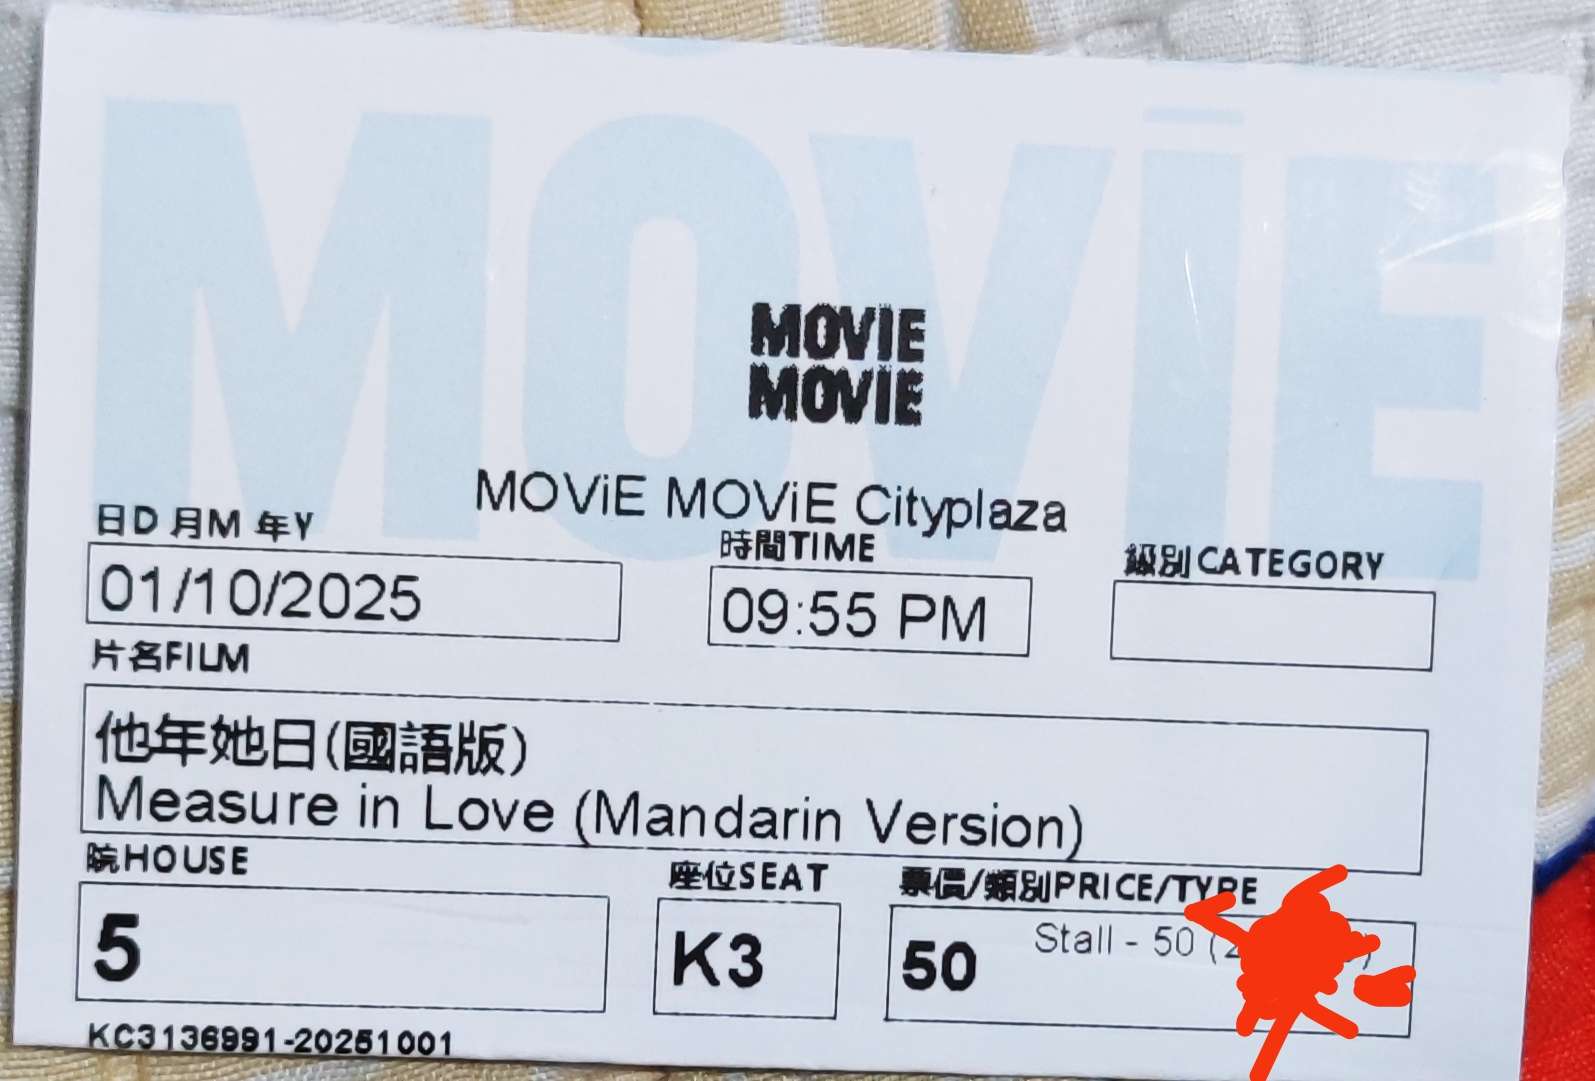 MOViE
MOVIE
MOVIE
MOViE MOViE Cityplaza
日D 月M 年Y
時間TIME
級別CATEGORY
01/10/2025
09:55 PM
片名FILM
他年她日(國語版)
Measure in Love (Mandarin Version)
院HOUSE
座位SEAT
票價/類別PRICE/TYPE
5
K3
50
Stall - 50
KC3136991-20251001